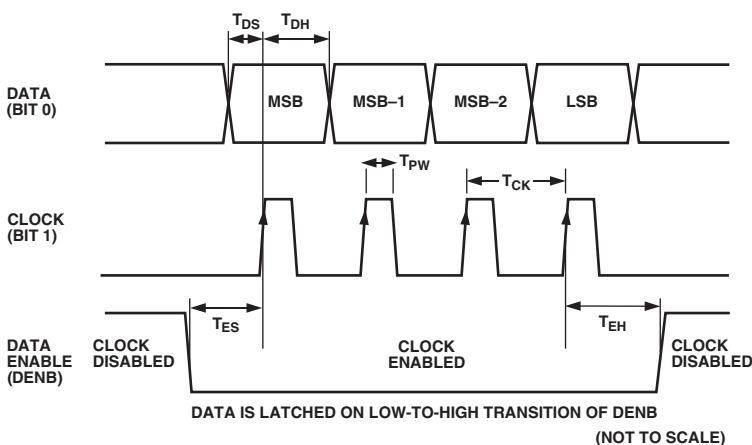 T_DS T_DH
DATA
(BIT 0)
MSB MSB–1 MSB–2 LSB
T_PW
T_CK
CLOCK
(BIT 1)
T_ES
T_EH
DATA
ENABLE
(DENB)
CLOCK
DISABLED
CLOCK
ENABLED
CLOCK
DISABLED
DATA IS LATCHED ON LOW-TO-HIGH TRANSITION OF DENB
(NOT TO SCALE)